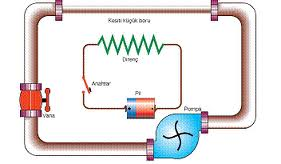 Kesiti küçük boru
Direnç
Anahtar
Pil
Pompa
Vana